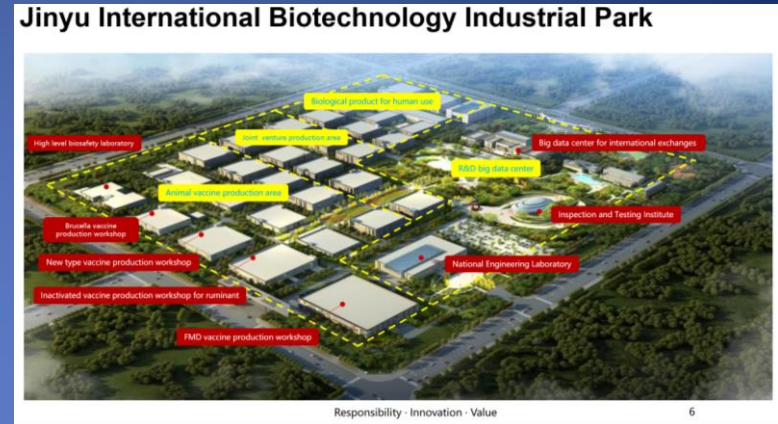 Jinyu International Biotechnology Industrial Park
Biological product for human use
High level biosafety laboratory
Joint venture production area
Big data center for international exchanges
R&D big data center
Animal vaccine production area
Inspection and Testing Institute
Brucella vaccine
production workshop
New type vaccine production workshop
National Engineering Laboratory
Inactivated vaccine production workshop for ruminant
FMD vaccine production workshop
Responsibility · Innovation · Value
6